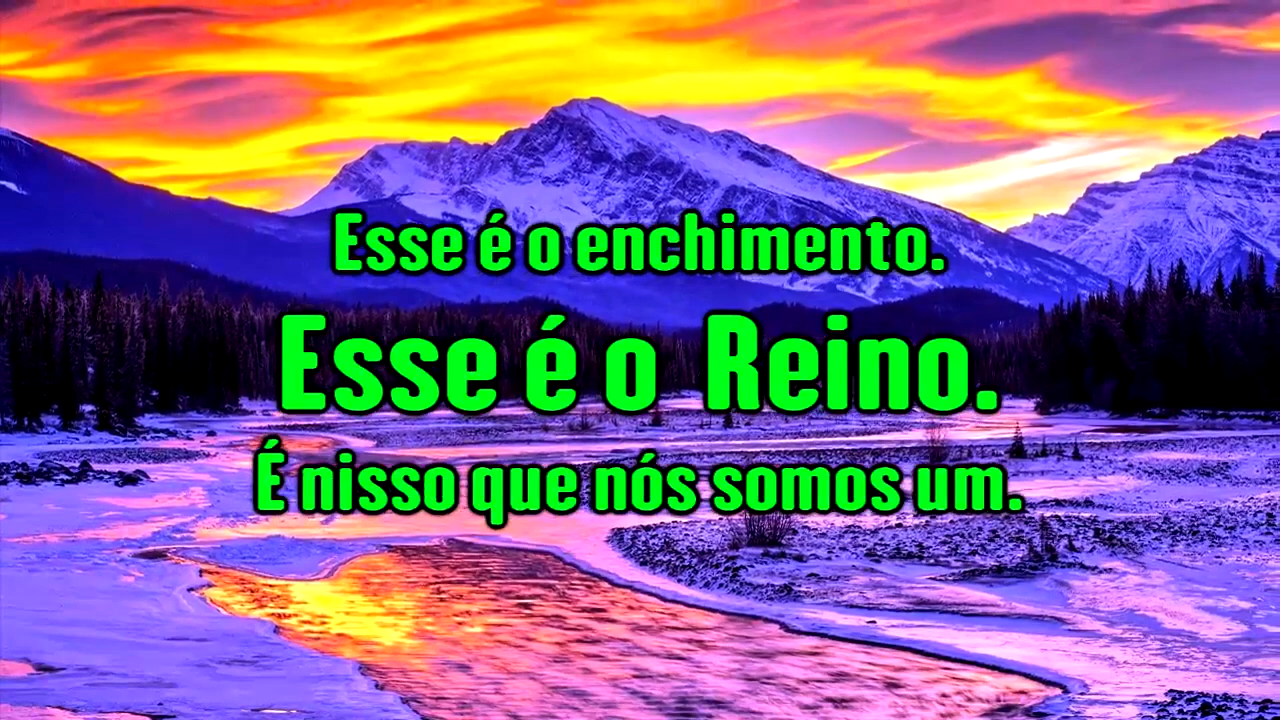 Esse é o enchimento.
Esse é o Reino.
É nisso que nós somos um.